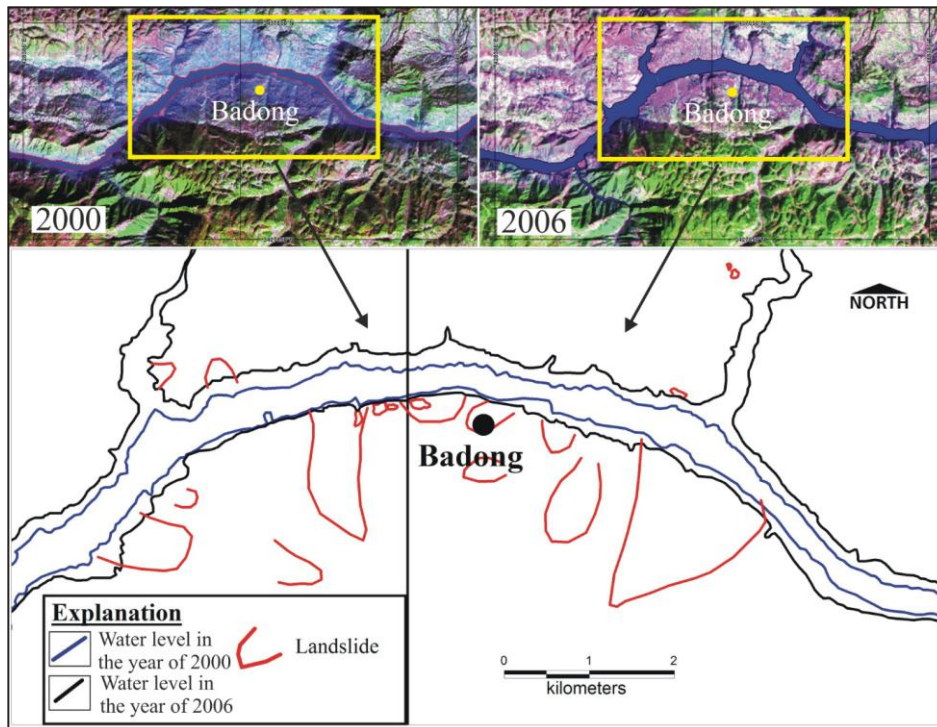 Badong
2000
Badong
2006
NORTH
Badong
Explanation
Water level in
the year of 2000
Landslide
Water level in
the year of 2006
0 1 2
kilometers